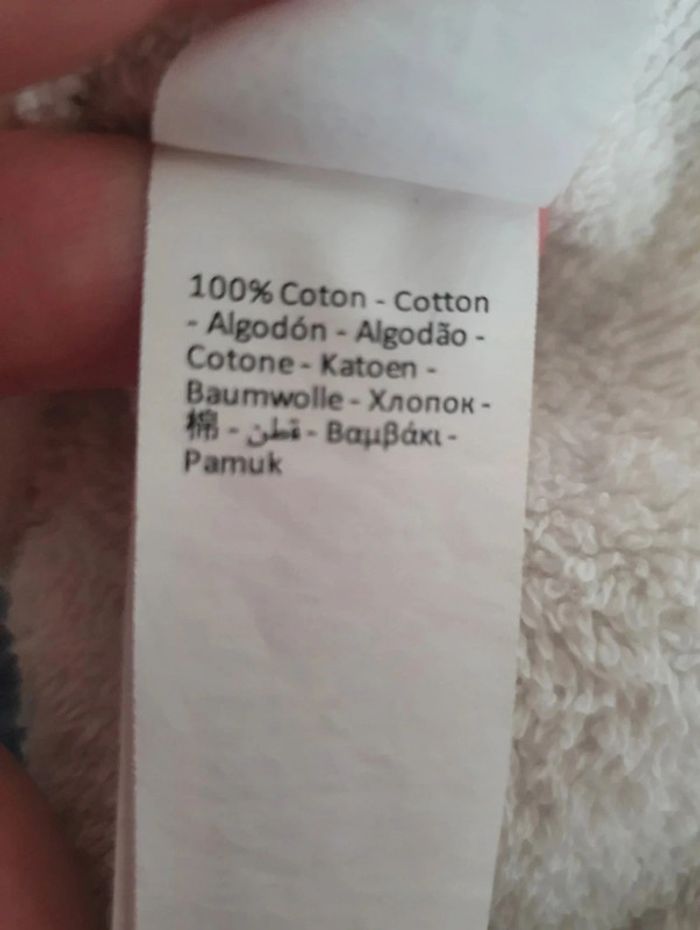 100% Coton - Cotton
- Algodón - Algodão -
Cotone - Katoen -
Baumwolle - Хлопок -
棉 - قطن - Βαμβάκι -
Pamuk